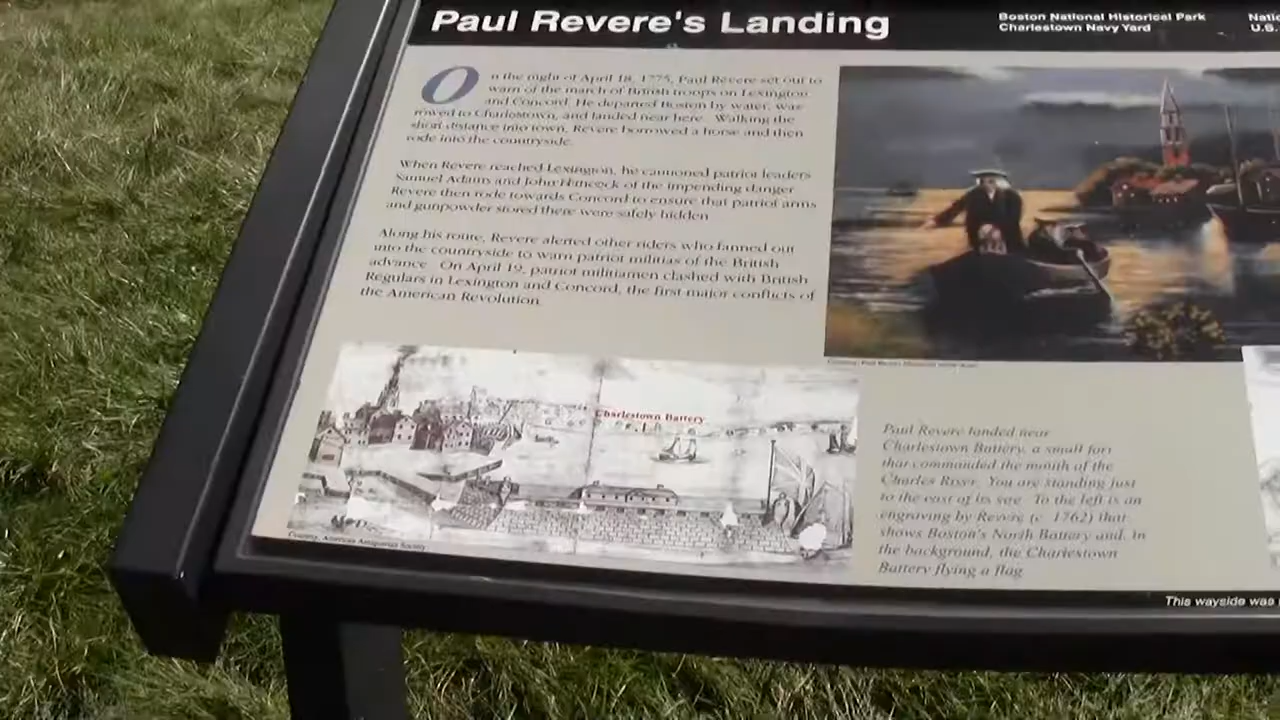 Paul Revere's Landing
Boston National Historical Park
Charlestown Navy Yard
Natio
U.S.
On the night of April 18, 1775, Paul Revere set out to
warn of the march of British troops on Lexington
and Concord. He departed Boston by water, was
rowed to Charlestown, and landed near here. Walking the
short distance into town, Revere borrowed a horse and then
rode into the countryside.
When Revere reached Lexington, he cautioned patriot leaders
Samuel Adams and John Hancock of the impending danger.
Revere then rode towards Concord to ensure that patriot arms
and gunpowder stored there were safely hidden.
Along his route, Revere alerted other riders who fanned out
into the countryside to warn patriot militias of the British
advance. On April 19, patriot militiamen clashed with British
Regulars in Lexington and Concord, the first major conflicts of
the American Revolution.
Charlestown Battery
Courtesy, American Antiquarian Society
Paul Revere landed near
Charlestown Battery, a small fort
that commanded the mouth of the
Charles River. You are standing just
to the east of its site. To the left is an
engraving by Revere (c. 1762) that
shows Boston's North Battery and, in
the background, the Charlestown
Battery flying a flag.
This wayside was